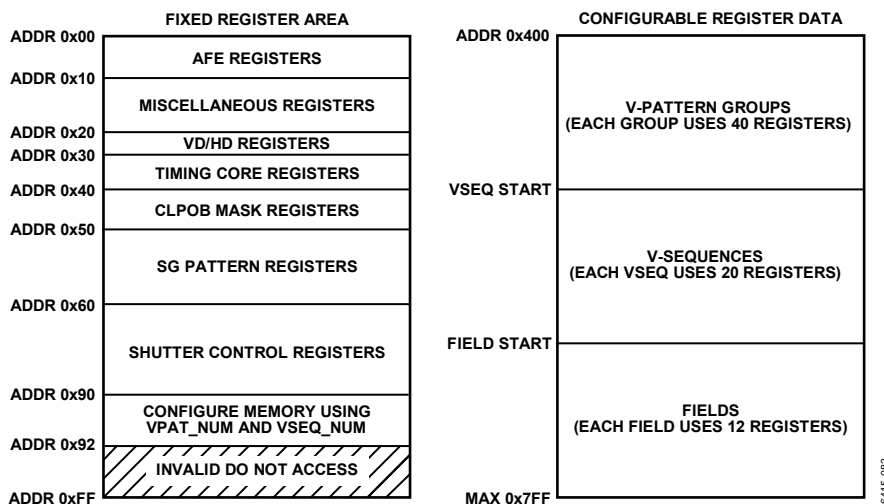 FIXED REGISTER AREA
ADDR 0x00
AFE REGISTERS
ADDR 0x10
MISCELLANEOUS REGISTERS
ADDR 0x20
VD/HD REGISTERS
ADDR 0x30
TIMING CORE REGISTERS
ADDR 0x40
CLPOB MASK REGISTERS
ADDR 0x50
SG PATTERN REGISTERS
ADDR 0x60
SHUTTER CONTROL REGISTERS
ADDR 0x90
CONFIGURE MEMORY USING
VPAT_NUM AND VSEQ_NUM
ADDR 0x92
INVALID DO NOT ACCESS
ADDR 0xFF
CONFIGURABLE REGISTER DATA
ADDR 0x400
V-PATTERN GROUPS
(EACH GROUP USES 40 REGISTERS)
VSEQ START
V-SEQUENCES
(EACH VSEQ USES 20 REGISTERS)
FIELD START
FIELDS
(EACH FIELD USES 12 REGISTERS)
MAX 0x7FF